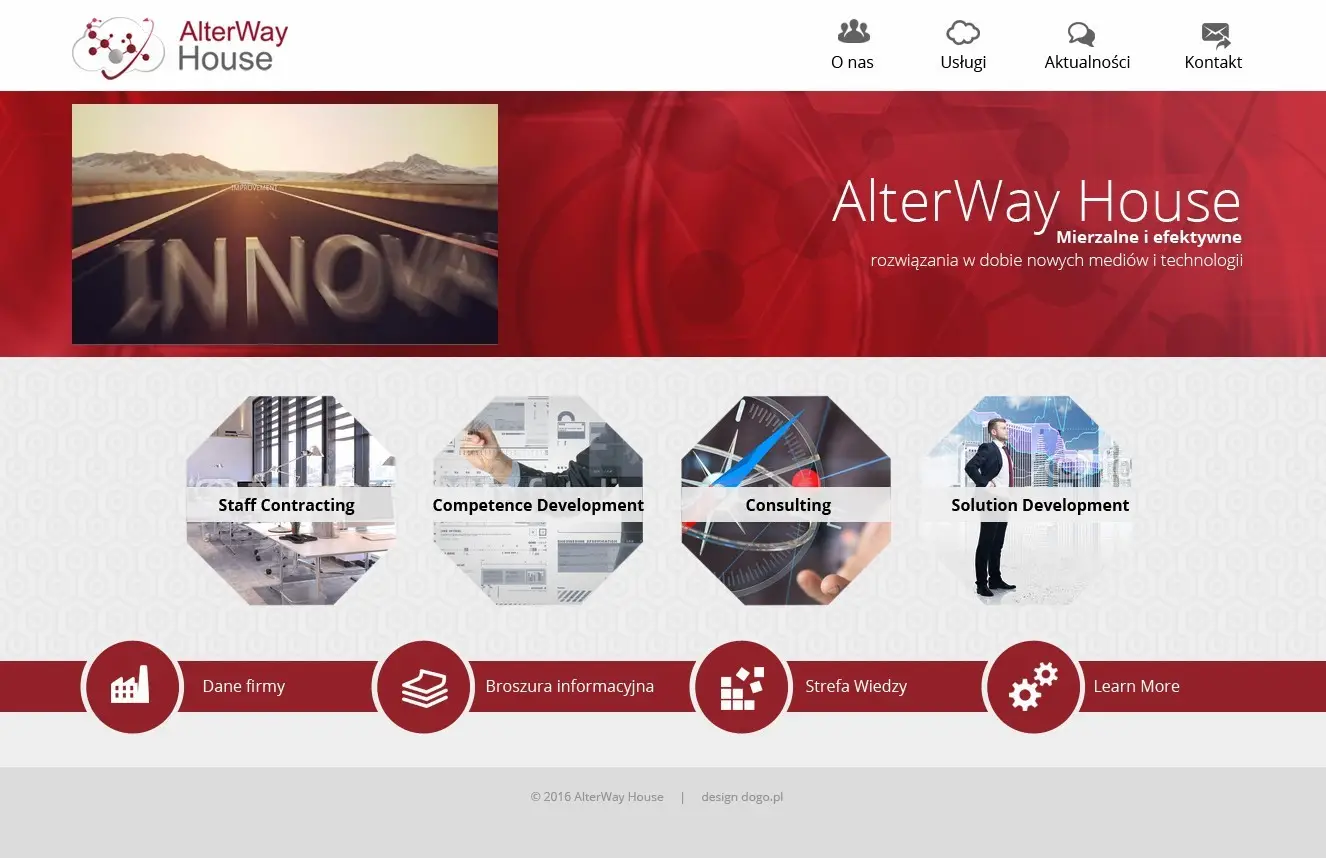 AlterWay
House
O nas
Usługi
Aktualności
Kontakt
IMPROVEMENT
INNOVA
AlterWay House
Mierzalne i efektywne
rozwiązania w dobie nowych mediów i technologii
Staff Contracting
Competence Development
Consulting
Solution Development
Dane firmy
Broszura informacyjna
Strefa Wiedzy
Learn More
© 2016 AlterWay House | design dogo.pl